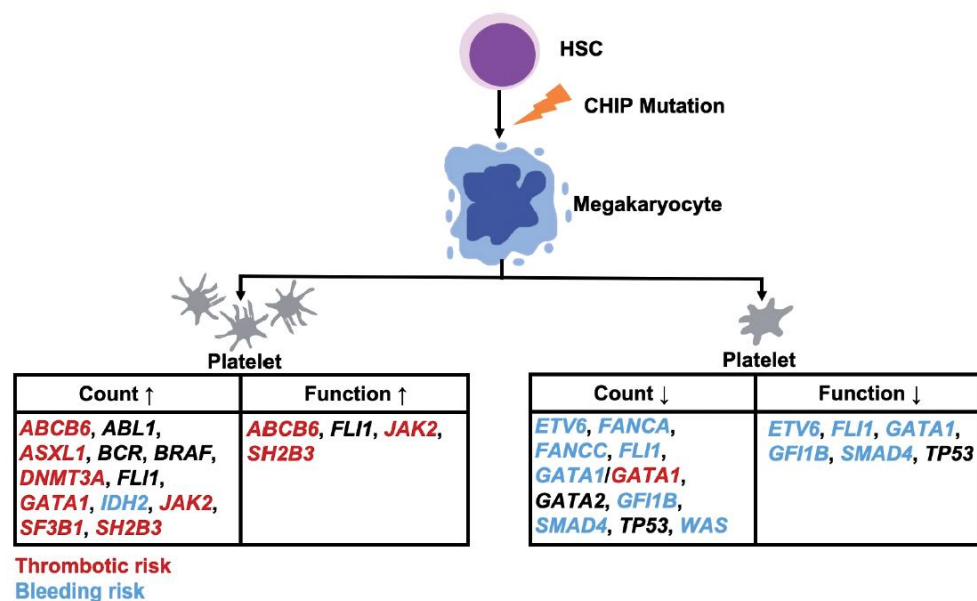 HSC
CHIP Mutation
Megakaryocyte
Platelet
Count ↑
Function ↑
ABCB6, ABL1,
ASXL1, BCR, BRAF,
DNMT3A, FLI1,
GATA1, IDH2, JAK2,
SF3B1, SH2B3
ABCB6, FLI1, JAK2,
SH2B3
Platelet
Count ↓
Function ↓
ETV6, FANCA,
FANCC, FLI1,
GATA1/GATA1,
GATA2, GFI1B,
SMAD4, TP53, WAS
ETV6, FLI1, GATA1,
GFI1B, SMAD4, TP53
Thrombotic risk
Bleeding risk